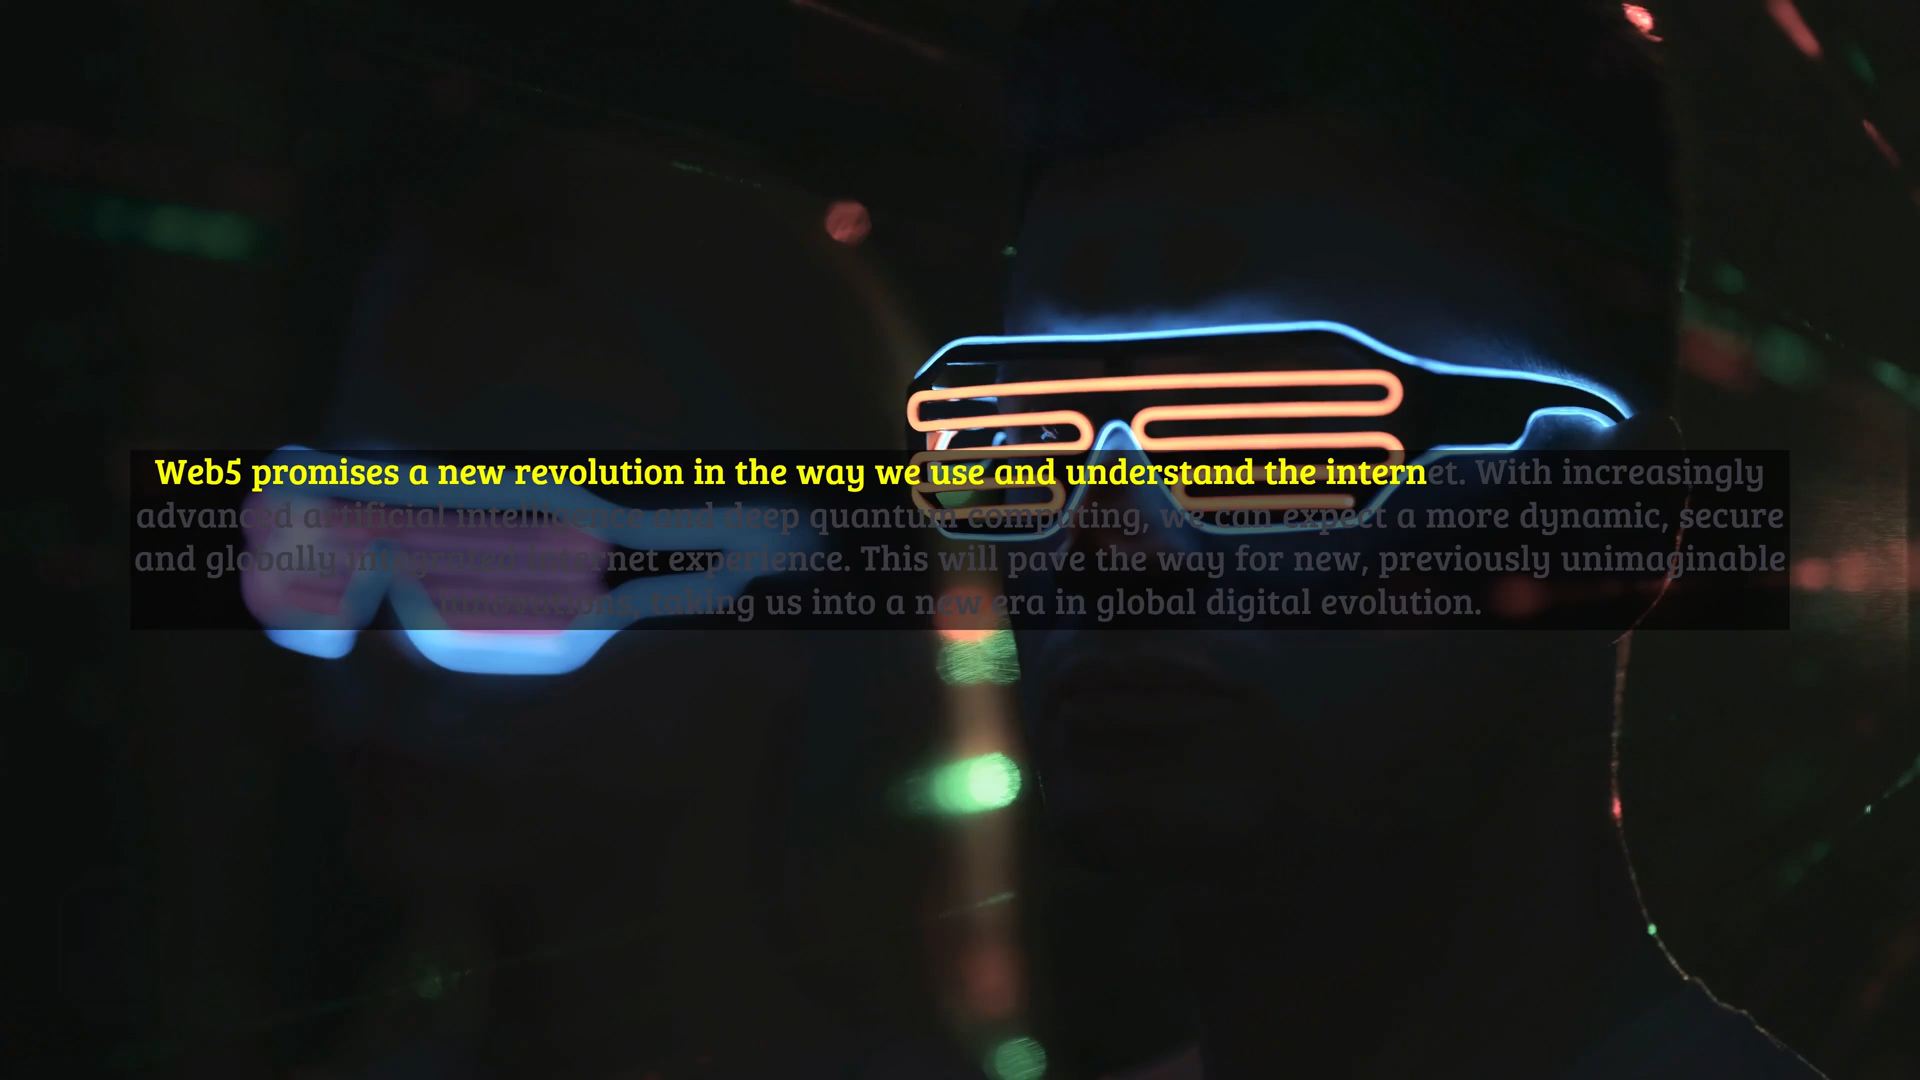 Web5 promises a new revolution in the way we use and understand the internet. With increasingly
advanced artificial intelligence and deep quantum computing, we can expect a more dynamic, secure
and globally integrated internet experience. This will pave the way for new, previously unimaginable
innovations, taking us into a new era in global digital evolution.